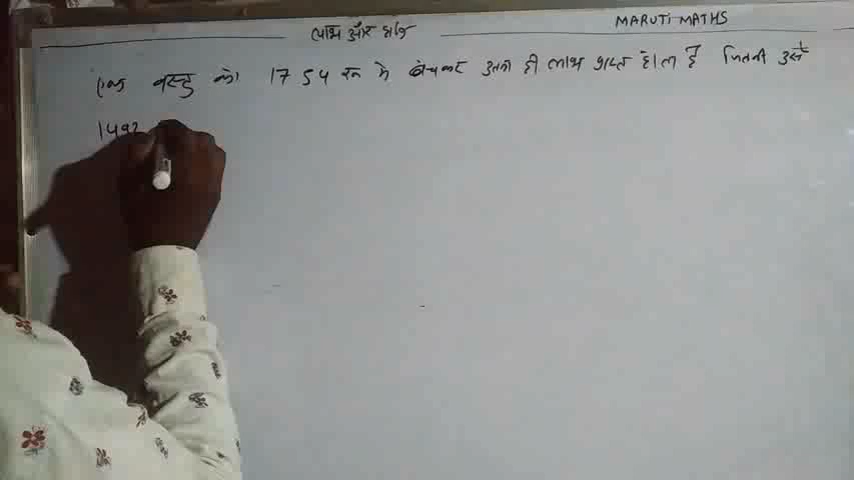 लाभ और हानि
MARUTI MATHS
एक वस्तु को 1754 रू में बेचकर उतना ही लाभ प्राप्त होता है जितनी उसे
1492